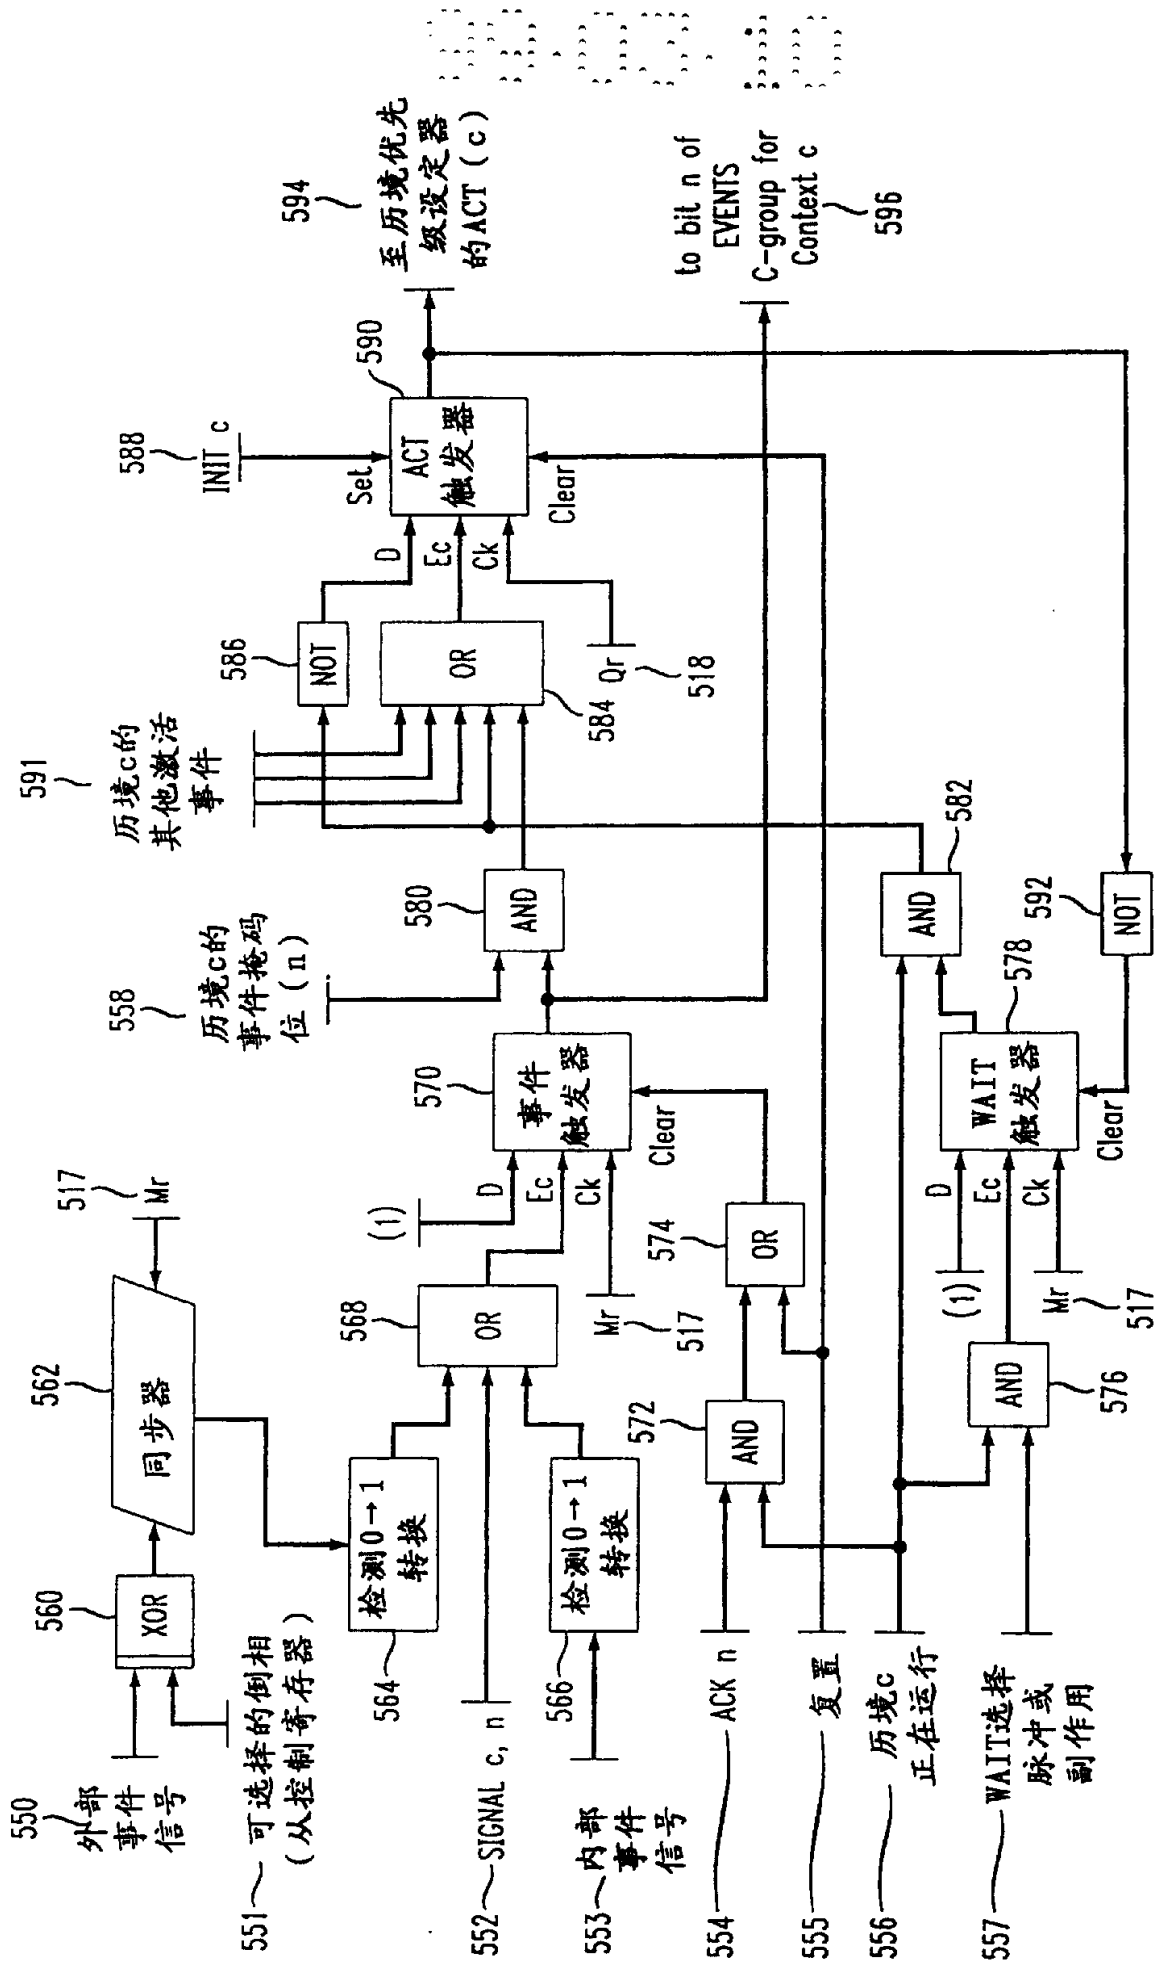 550
外部
事件
信号
560
XOR
562
同步器
517
Mr
551
可选择的倒相
(从控制寄存器)
564
检测0→1
转换
568
OR
(1)
D
Ec
Ck
Mr
517
570
事件
触发器
Clear
558
历境c的
事件掩码
位(n)
580
AND
591
历境c的
其他激活
事件
586
NOT
OR
584
Qr
518
588
INIT c
Set
D
Ec
Ck
ACT
触发器
590
Clear
594
至历境优先
级设定器
的ACT(c)
552
SIGNAL c, n
553
内部
事件
信号
566
检测0→1
转换
to bit n of
EVENTS
C-group for
Context c
596
554
ACK n
572
AND
574
OR
555
复置
556
历境c
正在运行
557
WAIT选择
脉冲或
副作用
AND
576
(1)
Mr
517
D
Ec
Ck
WAIT
触发器
578
Clear
AND
582
592
NOT